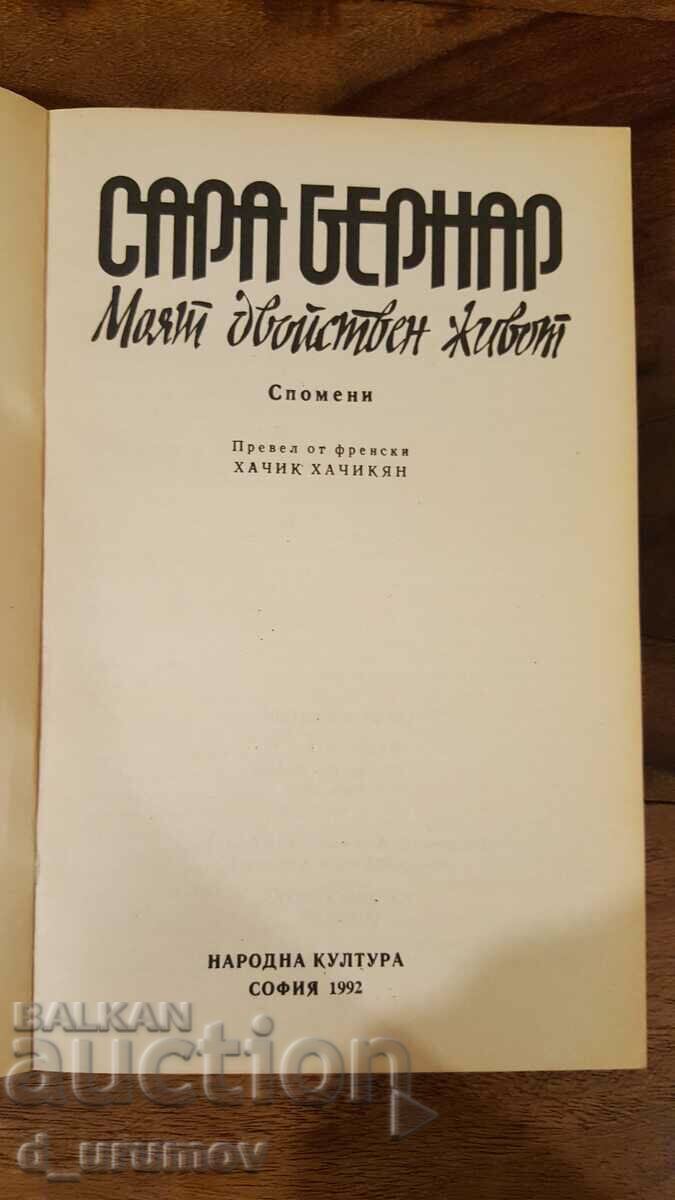 САРА БЕРНАР
Моят двойствен живот
Спомени
Превел от френски
ХАЧИК ХАЧИКЯН
НАРОДНА КУЛТУРА
СОФИЯ 1992
BALKAN
auction
d_urumov